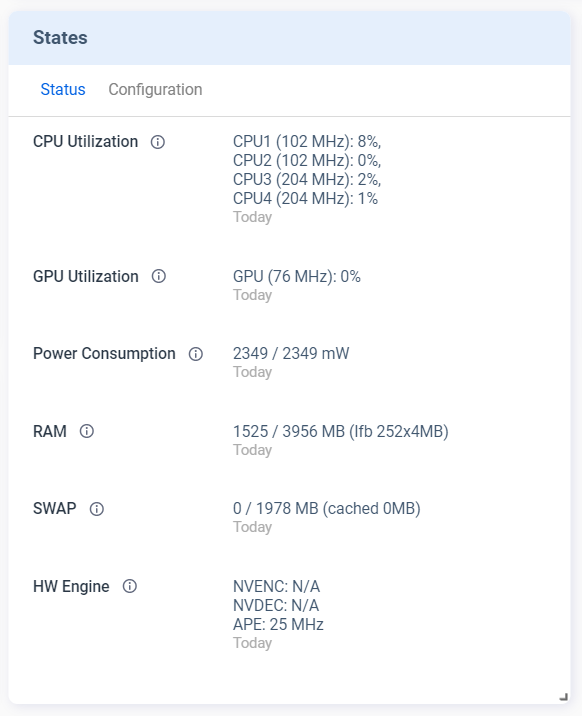 States
Status Configuration
CPU Utilization CPU1 (102 MHz): 8%,
CPU2 (102 MHz): 0%,
CPU3 (204 MHz): 2%,
CPU4 (204 MHz): 1%
Today
GPU Utilization GPU (76 MHz): 0%
Today
Power Consumption 2349 / 2349 mW
Today
RAM 1525 / 3956 MB (lfb 252x4MB)
Today
SWAP 0 / 1978 MB (cached 0MB)
Today
HW Engine NVENC: N/A
NVDEC: N/A
APE: 25 MHz
Today